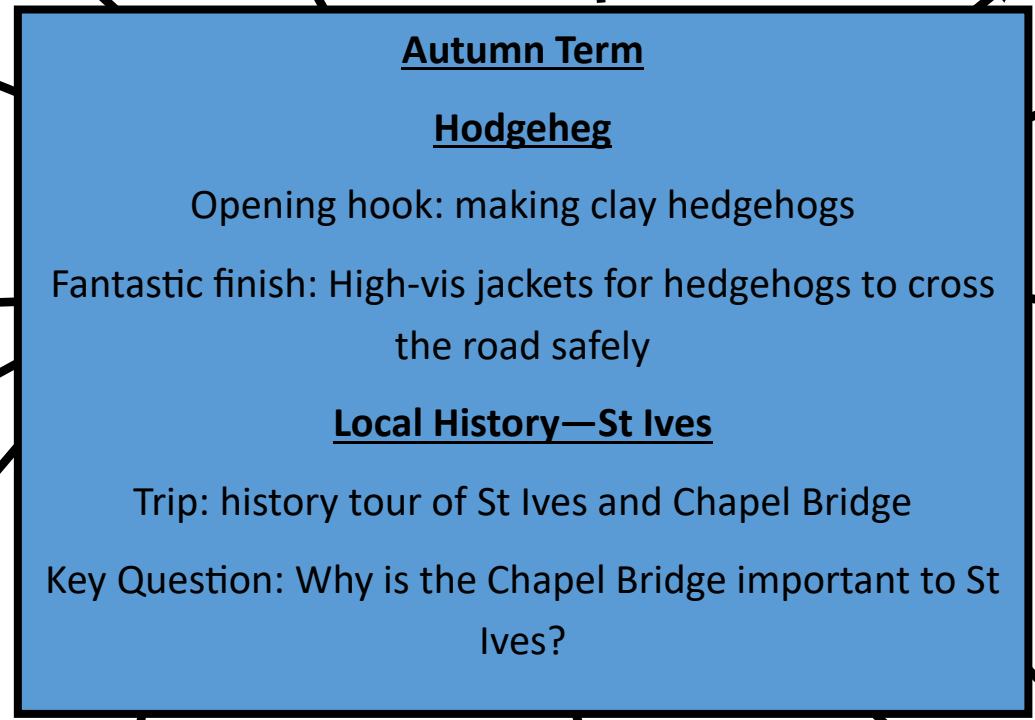 Autumn Term
Hodgeheg
Opening hook: making clay hedgehogs
Fantastic finish: High-vis jackets for hedgehogs to cross
the road safely
Local History—St Ives
Trip: history tour of St Ives and Chapel Bridge
Key Question: Why is the Chapel Bridge important to St
Ives?